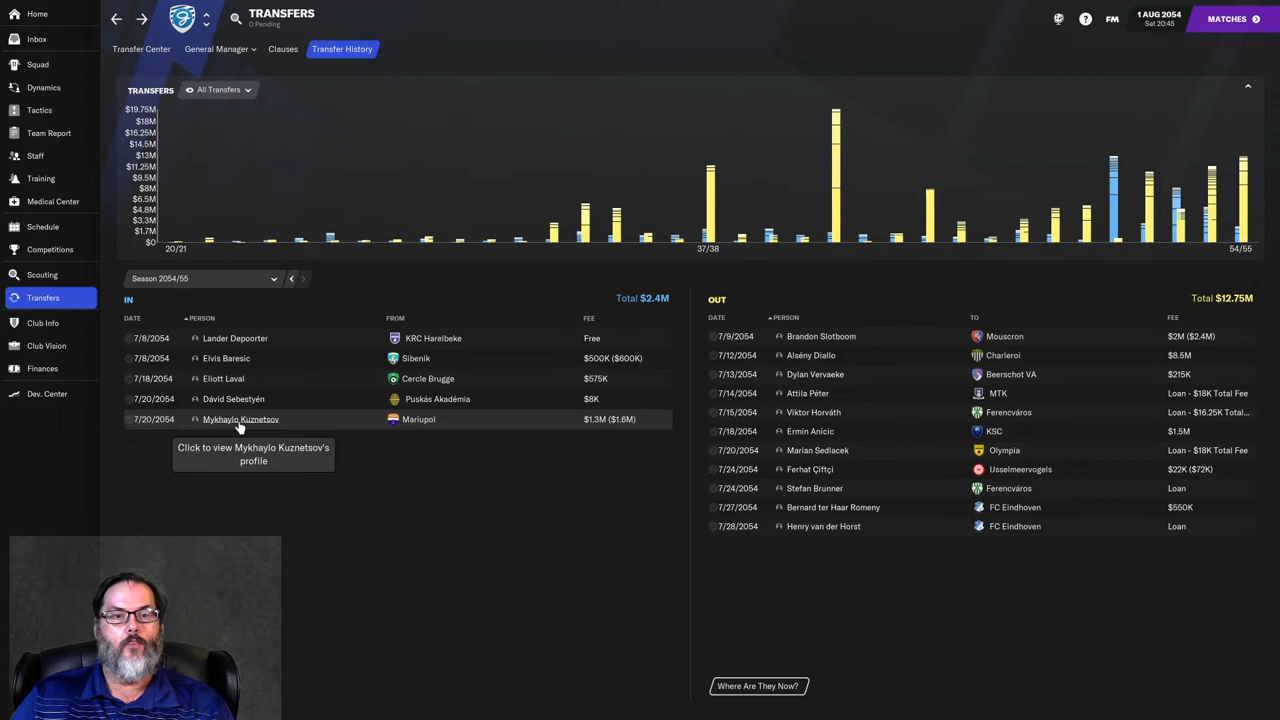 Home
Inbox
Squad
Dynamics
Tactics
Team Report
Staff
Training
Medical Center
Schedule
Competitions
Scouting
Transfers
Club Info
Club Vision
Finances
Dev. Center
TRANSFERS
0 Pending
FM
1 AUG 2054
Sat 20:45
MATCHES
Transfer Center
General Manager
Clauses
Transfer History
TRANSFERS
All Transfers
$19.75M
$18M
$16.25M
$14.5M
$13M
$11.25M
$9.5M
$8M
$6.5M
$4.8M
$3.3M
$1.7M
$0
20/21
37/38
54/55
Season 2054/55
IN
Total $2.4M
DATE PERSON FROM FEE
7/8/2054 Lander Depoorter KRC Harelbeke Free
7/8/2054 Elvis Baresic Sibenik $500K ($600K)
7/18/2054 Eliott Laval Cercle Brugge $575K
7/20/2054 Dávid Sebestyén Puskás Akadémia $8K
7/20/2054 Mykhaylo Kuznetsov Mariupol $1.3M ($1.6M)
Click to view Mykhaylo Kuznetsov's
profile
OUT
Total $12.75M
DATE PERSON TO FEE
7/9/2054 Brandon Slotboom Mouscron $2M ($2.4M)
7/12/2054 Alsény Diallo Charleroi $8.5M
7/13/2054 Dylan Vervaeke Beerschot VA $215K
7/14/2054 Attila Péter MTK Loan - $18K Total Fee
7/15/2054 Viktor Horváth Ferencváros Loan - $16.25K Total...
7/18/2054 Ermin Anicic KSC $1.5M
7/20/2054 Marian Sedlacek Olympia Loan - $18K Total Fee
7/24/2054 Ferhat Çiftçi IJsselmeervogels $22K ($72K)
7/24/2054 Stefan Brunner Ferencváros Loan
7/27/2054 Bernard ter Haar Romeny FC Eindhoven $550K
7/28/2054 Henry van der Horst FC Eindhoven Loan
Where Are They Now?